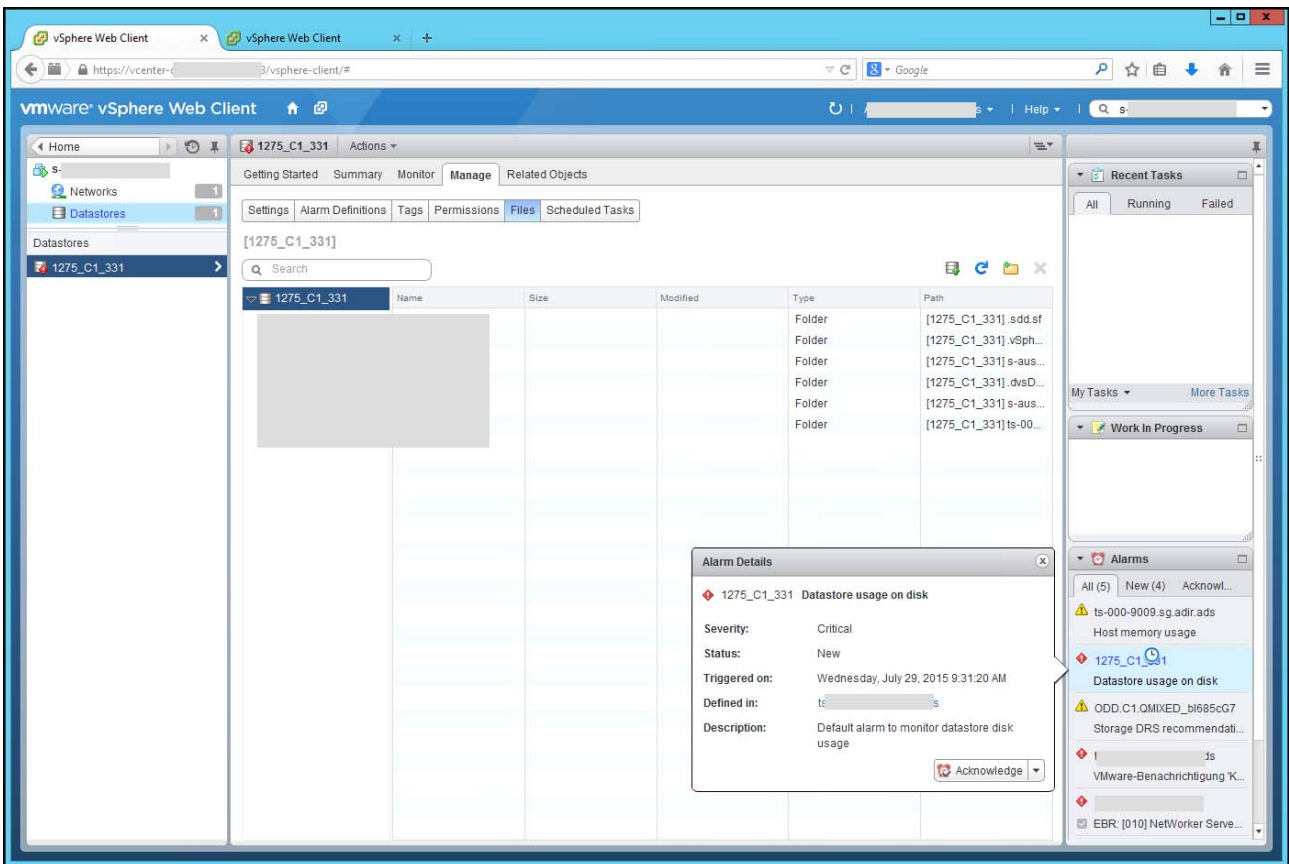 vSphere Web Client
vSphere Web Client
https://vcenter-
/vsphere-client/#
Google
vmware vSphere Web Client
Help
s-
Home
s-
Networks 1
Datastores 1
Datastores
1275_C1_331
1275_C1_331 Actions
Getting Started Summary Monitor Manage Related Objects
Settings Alarm Definitions Tags Permissions Files Scheduled Tasks
[1275_C1_331]
Search
1275_C1_331 Name Size Modified Type Path
Folder [1275_C1_331] .sdd.sf
Folder [1275_C1_331] .vSph...
Folder [1275_C1_331] s-aus...
Folder [1275_C1_331] .dvsD...
Folder [1275_C1_331] s-aus...
Folder [1275_C1_331] ts-00...
Alarm Details
1275_C1_331 Datastore usage on disk
Severity: Critical
Status: New
Triggered on: Wednesday, July 29, 2015 9:31:20 AM
Defined in: ts s
Description: Default alarm to monitor datastore disk
usage
Acknowledge
Recent Tasks
All Running Failed
My Tasks More Tasks
Work In Progress
Alarms
All (5) New (4) Acknowl...
ts-000-9009.sg.adir.ads
Host memory usage
1275_C1_331
Datastore usage on disk
ODD.C1.QMIXED_bl685cG7
Storage DRS recommendati...
ds
VMware-Benachrichtigung 'K...
EBR: [010] NetWorker Serve...